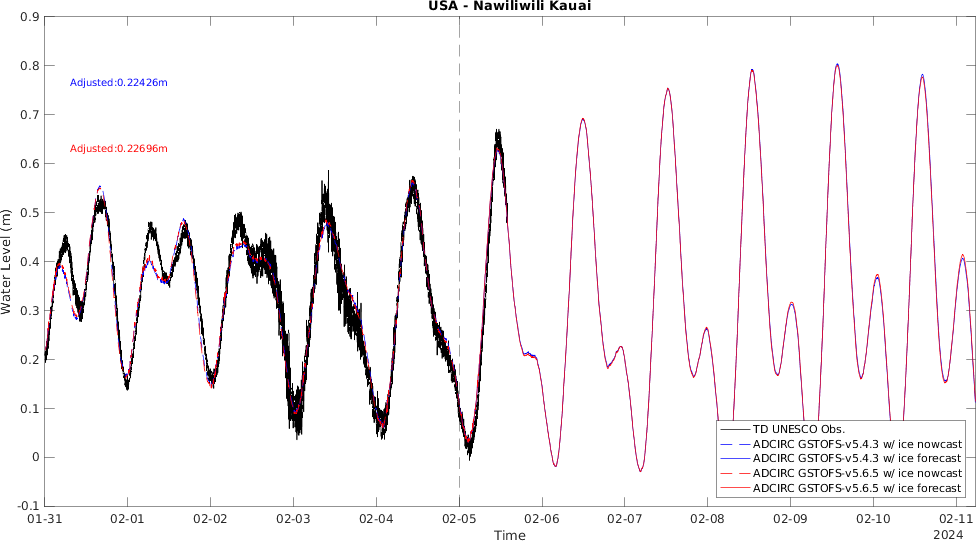 USA - Nawiliwili Kauai
0.9
0.8
0.7
0.6
0.5
0.4
0.3
0.2
0.1
0
-0.1
Water Level (m)
Adjusted:0.22426m
Adjusted:0.22696m
TD UNESCO Obs.
ADCIRC GSTOFS-v5.4.3 w/ ice nowcast
ADCIRC GSTOFS-v5.4.3 w/ ice forecast
ADCIRC GSTOFS-v5.6.5 w/ ice nowcast
ADCIRC GSTOFS-v5.6.5 w/ ice forecast
01-31 02-01 02-02 02-03 02-04 02-05 02-06 02-07 02-08 02-09 02-10 02-11
2024
Time